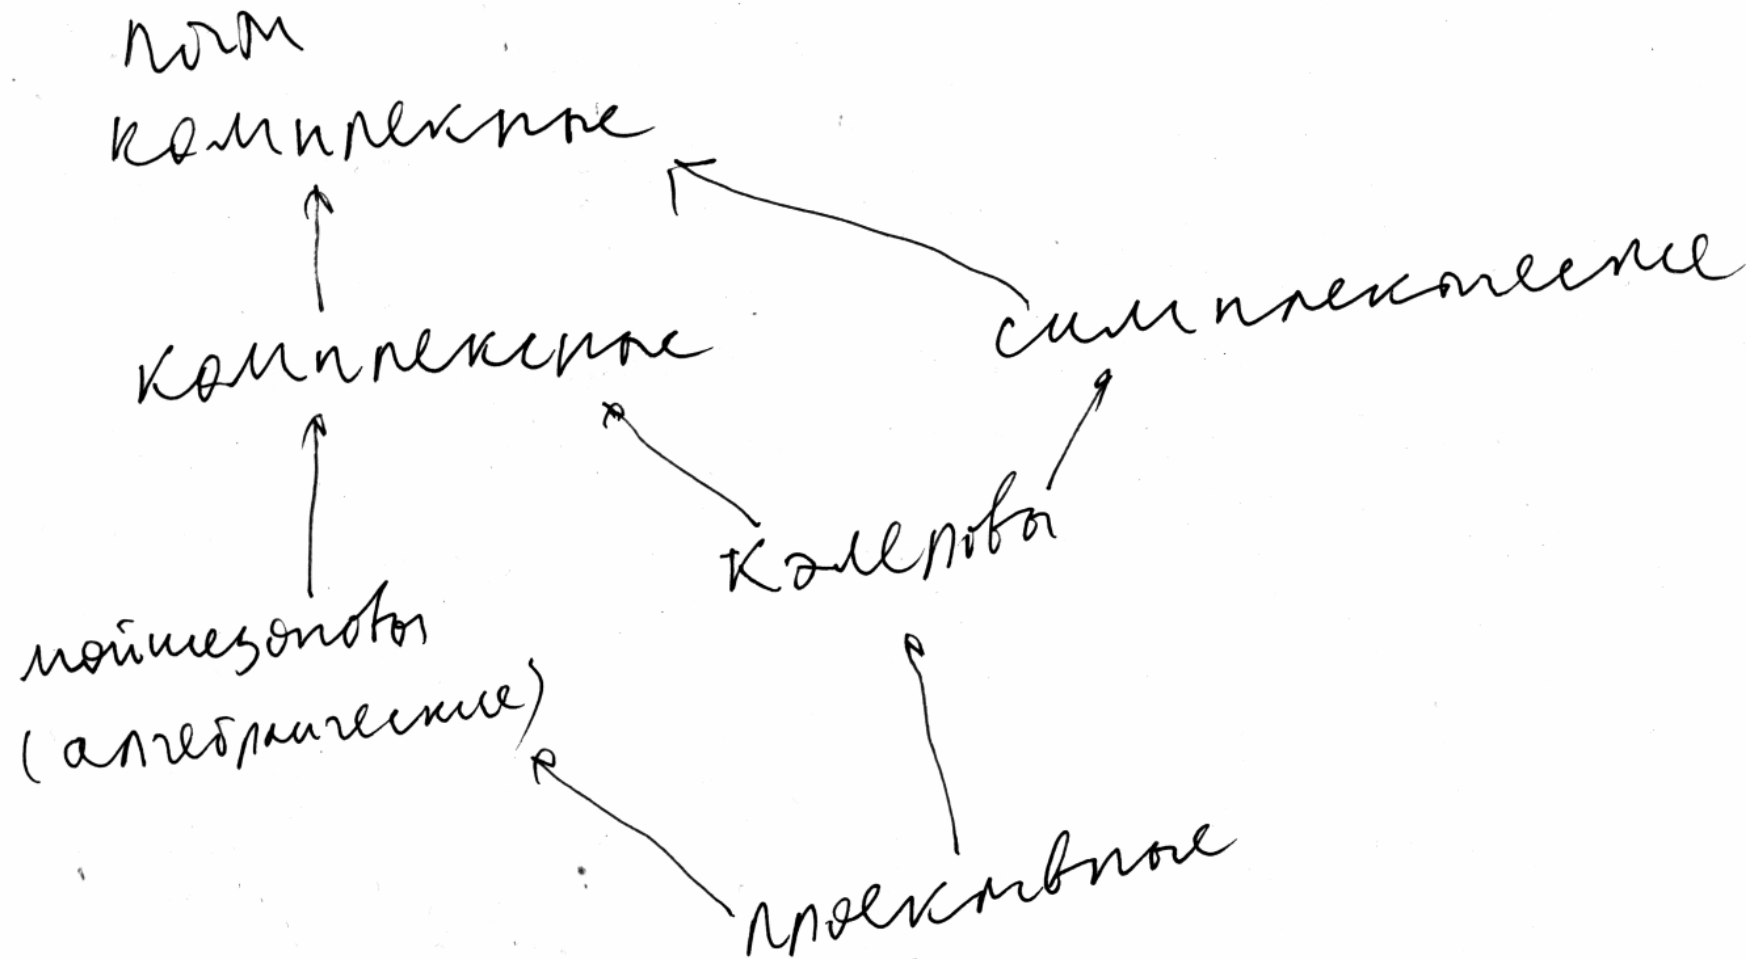 почти
комплексные
симплектические
комплексные
кэлеровы
мойшезоновы
(алгебраические)
проективные